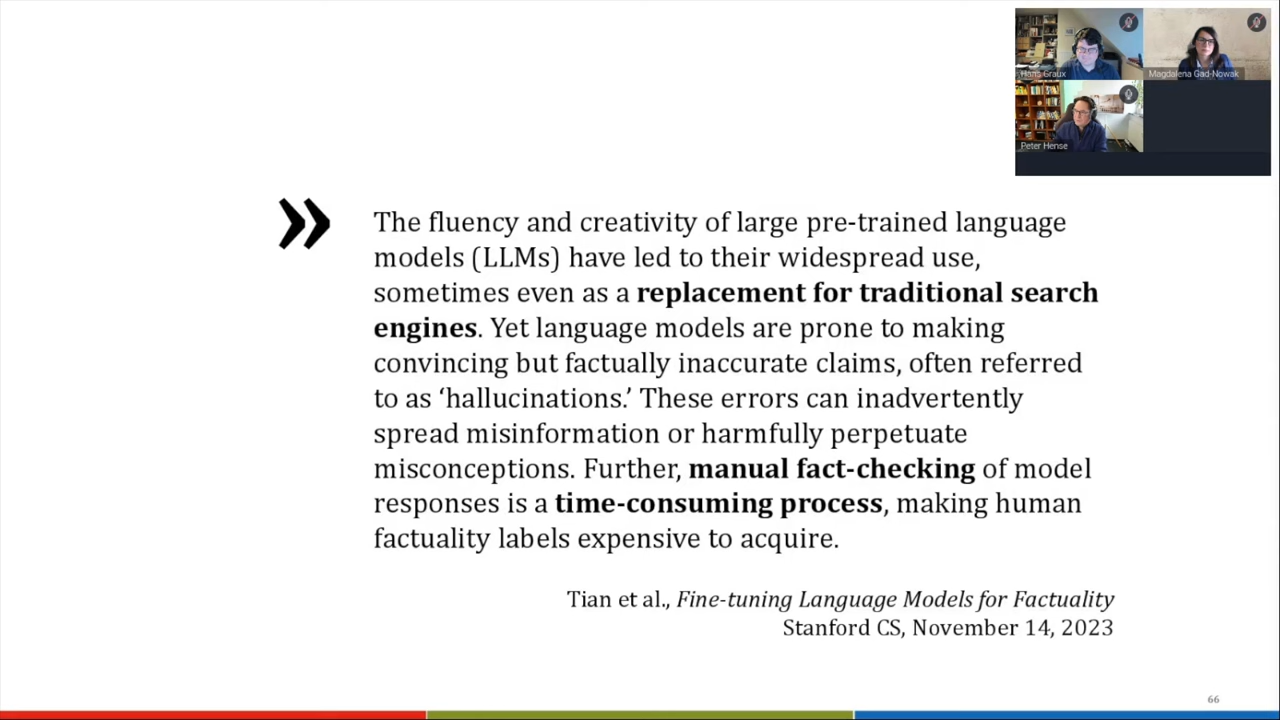 Hans Graux
Magdalena Gad-Nowak
Peter Hense
» The fluency and creativity of large pre-trained language
models (LLMs) have led to their widespread use,
sometimes even as a replacement for traditional search
engines. Yet language models are prone to making
convincing but factually inaccurate claims, often referred
to as ‘hallucinations.’ These errors can inadvertently
spread misinformation or harmfully perpetuate
misconceptions. Further, manual fact-checking of model
responses is a time-consuming process, making human
factuality labels expensive to acquire.
Tian et al., Fine-tuning Language Models for Factuality
Stanford CS, November 14, 2023
66